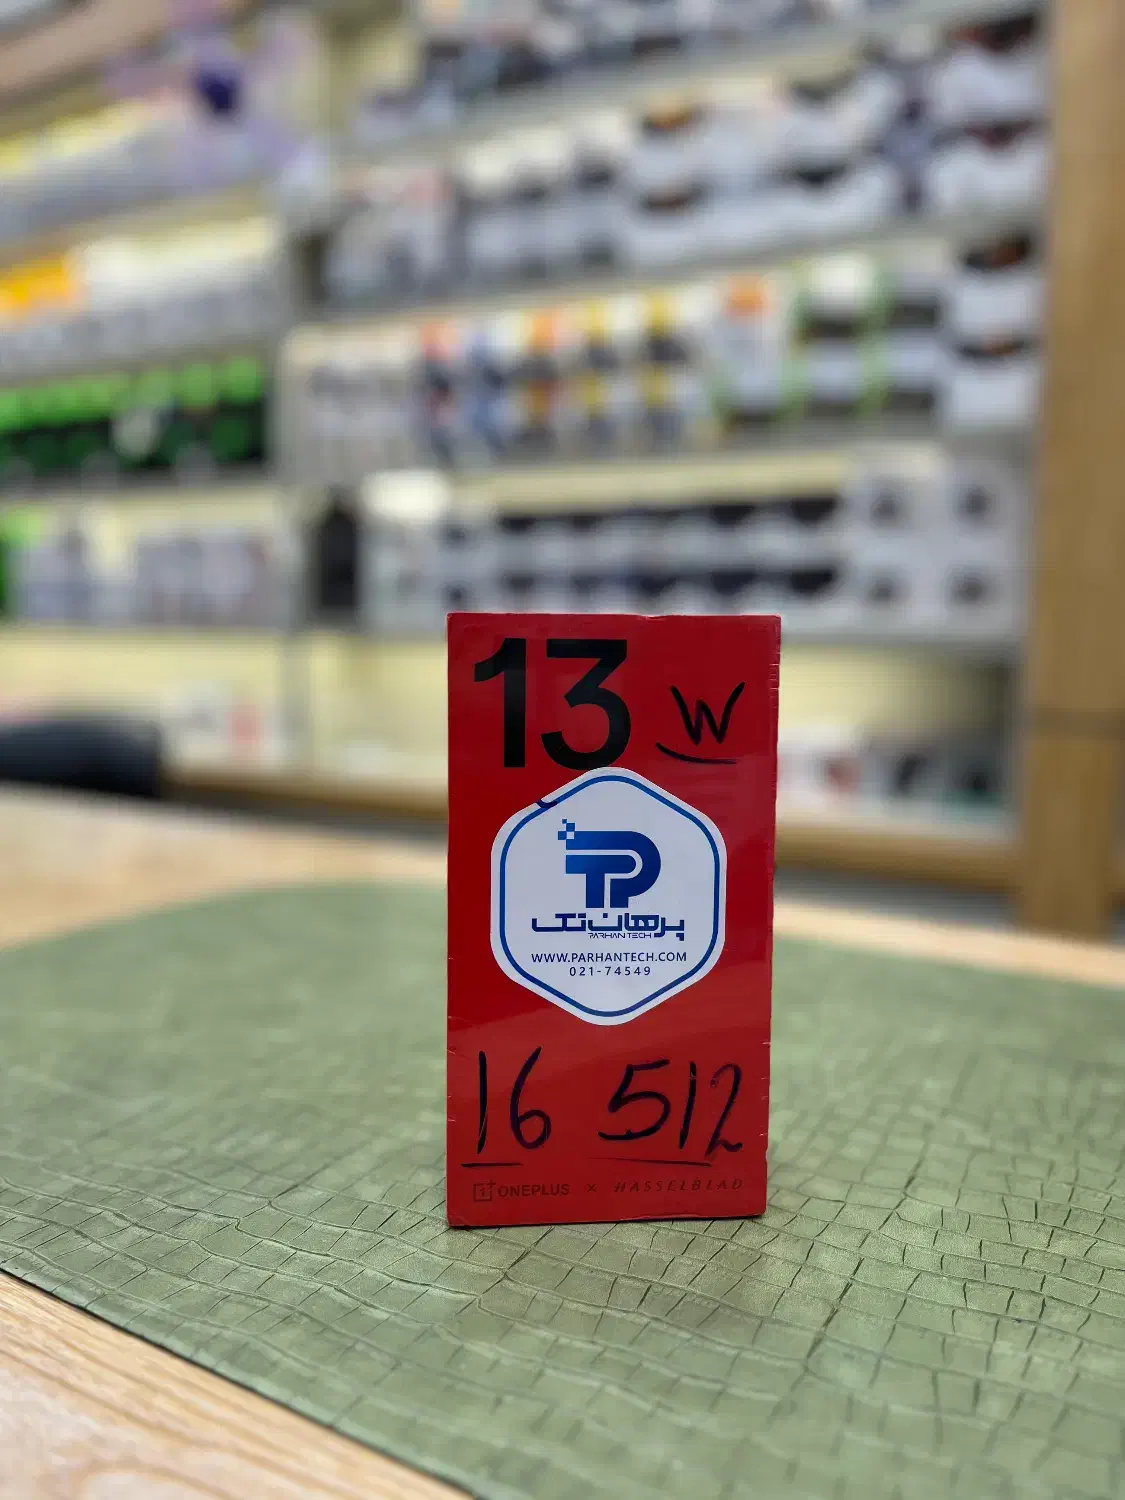 13 W
پرهان تک
PARHAN TECH
WWW.PARHANTECH.COM
021-74549
16 512
ONEPLUS × HASSELBLAD